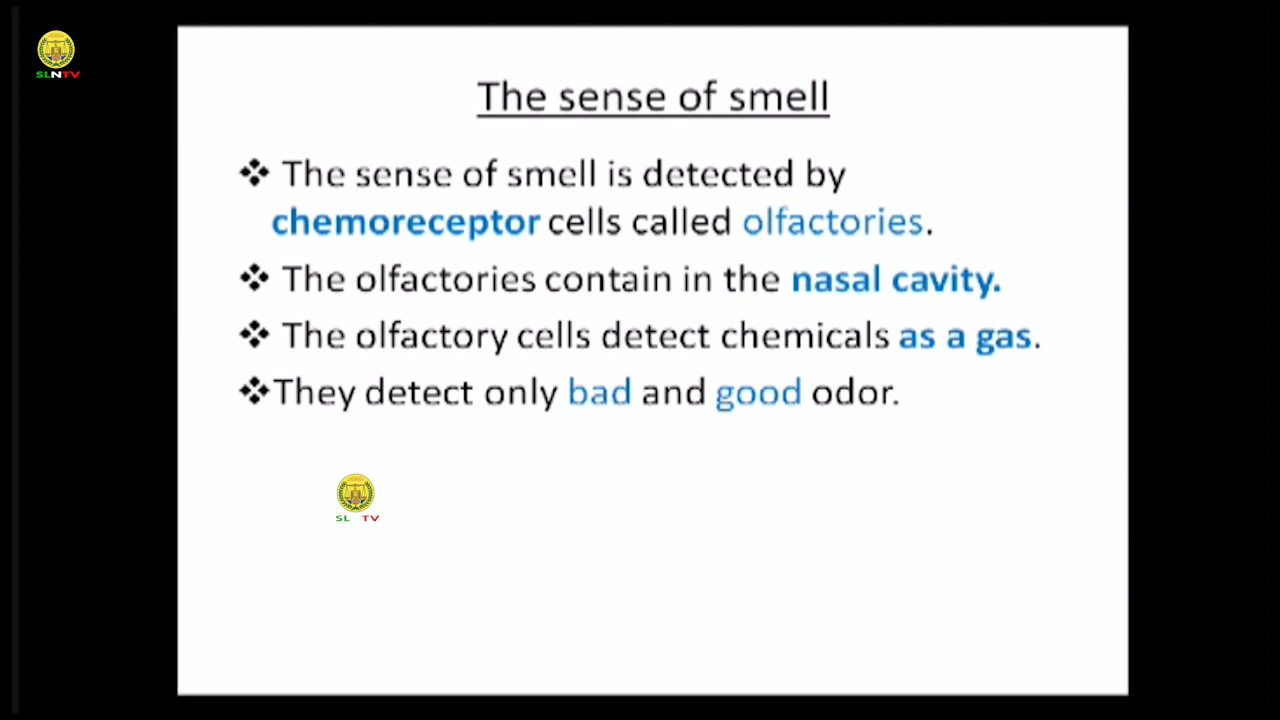 SLNTV
The sense of smell
❖ The sense of smell is detected by
chemoreceptor cells called olfactories.
❖ The olfactories contain in the nasal cavity.
❖ The olfactory cells detect chemicals as a gas.
❖They detect only bad and good odor.
SL TV